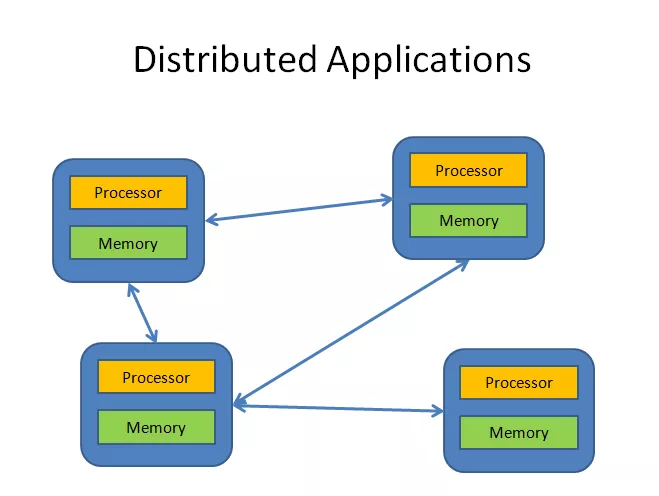 Distributed Applications
Processor
Memory
Processor
Memory
Processor
Memory
Processor
Memory